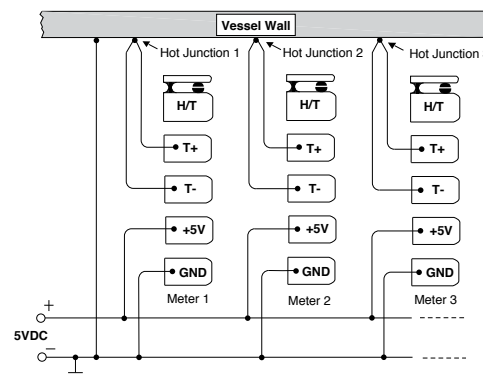 Vessel Wall
Hot Junction 1
Hot Junction 2
Hot Junction
H/T
H/T
H/T
T+
T+
T+
T-
T-
T-
+5V
+5V
+5V
GND
GND
GND
Meter 1
Meter 2
Meter 3
+
5VDC
−